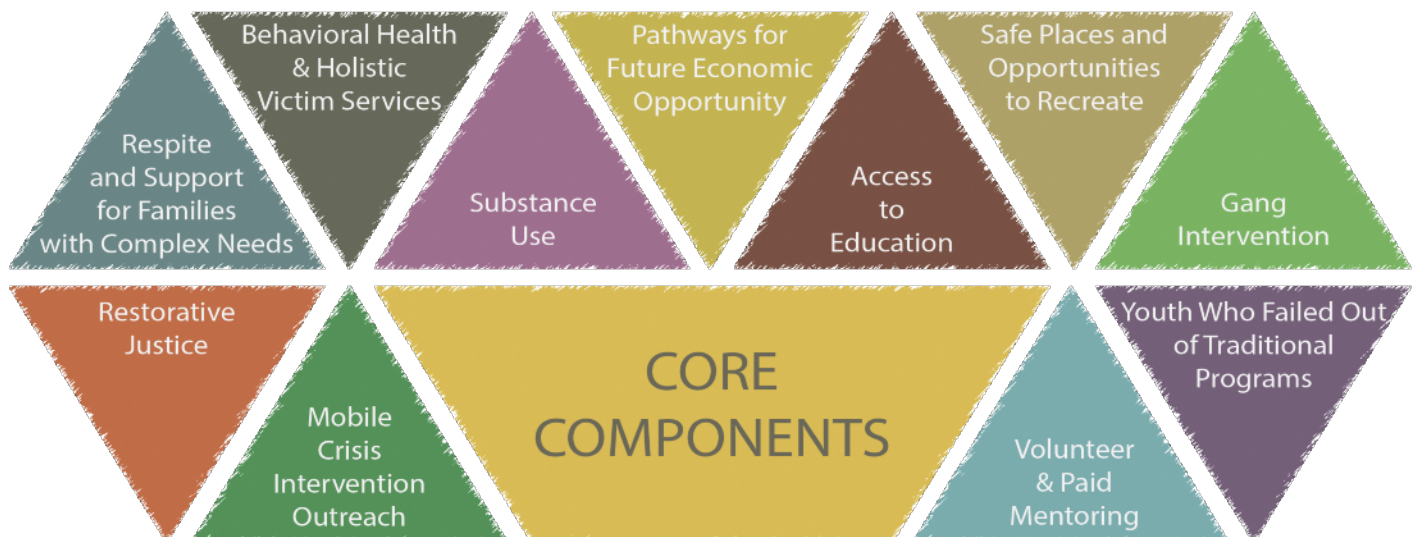 Respite
and Support
for Families
with Complex Needs
Behavioral Health
& Holistic
Victim Services
Substance
Use
Pathways for
Future Economic
Opportunity
Access
to
Education
Safe Places and
Opportunities
to Recreate
Gang
Intervention
Restorative
Justice
Mobile
Crisis
Intervention
Outreach
CORE
COMPONENTS
Volunteer
& Paid
Mentoring
Youth Who Failed Out
of Traditional
Programs